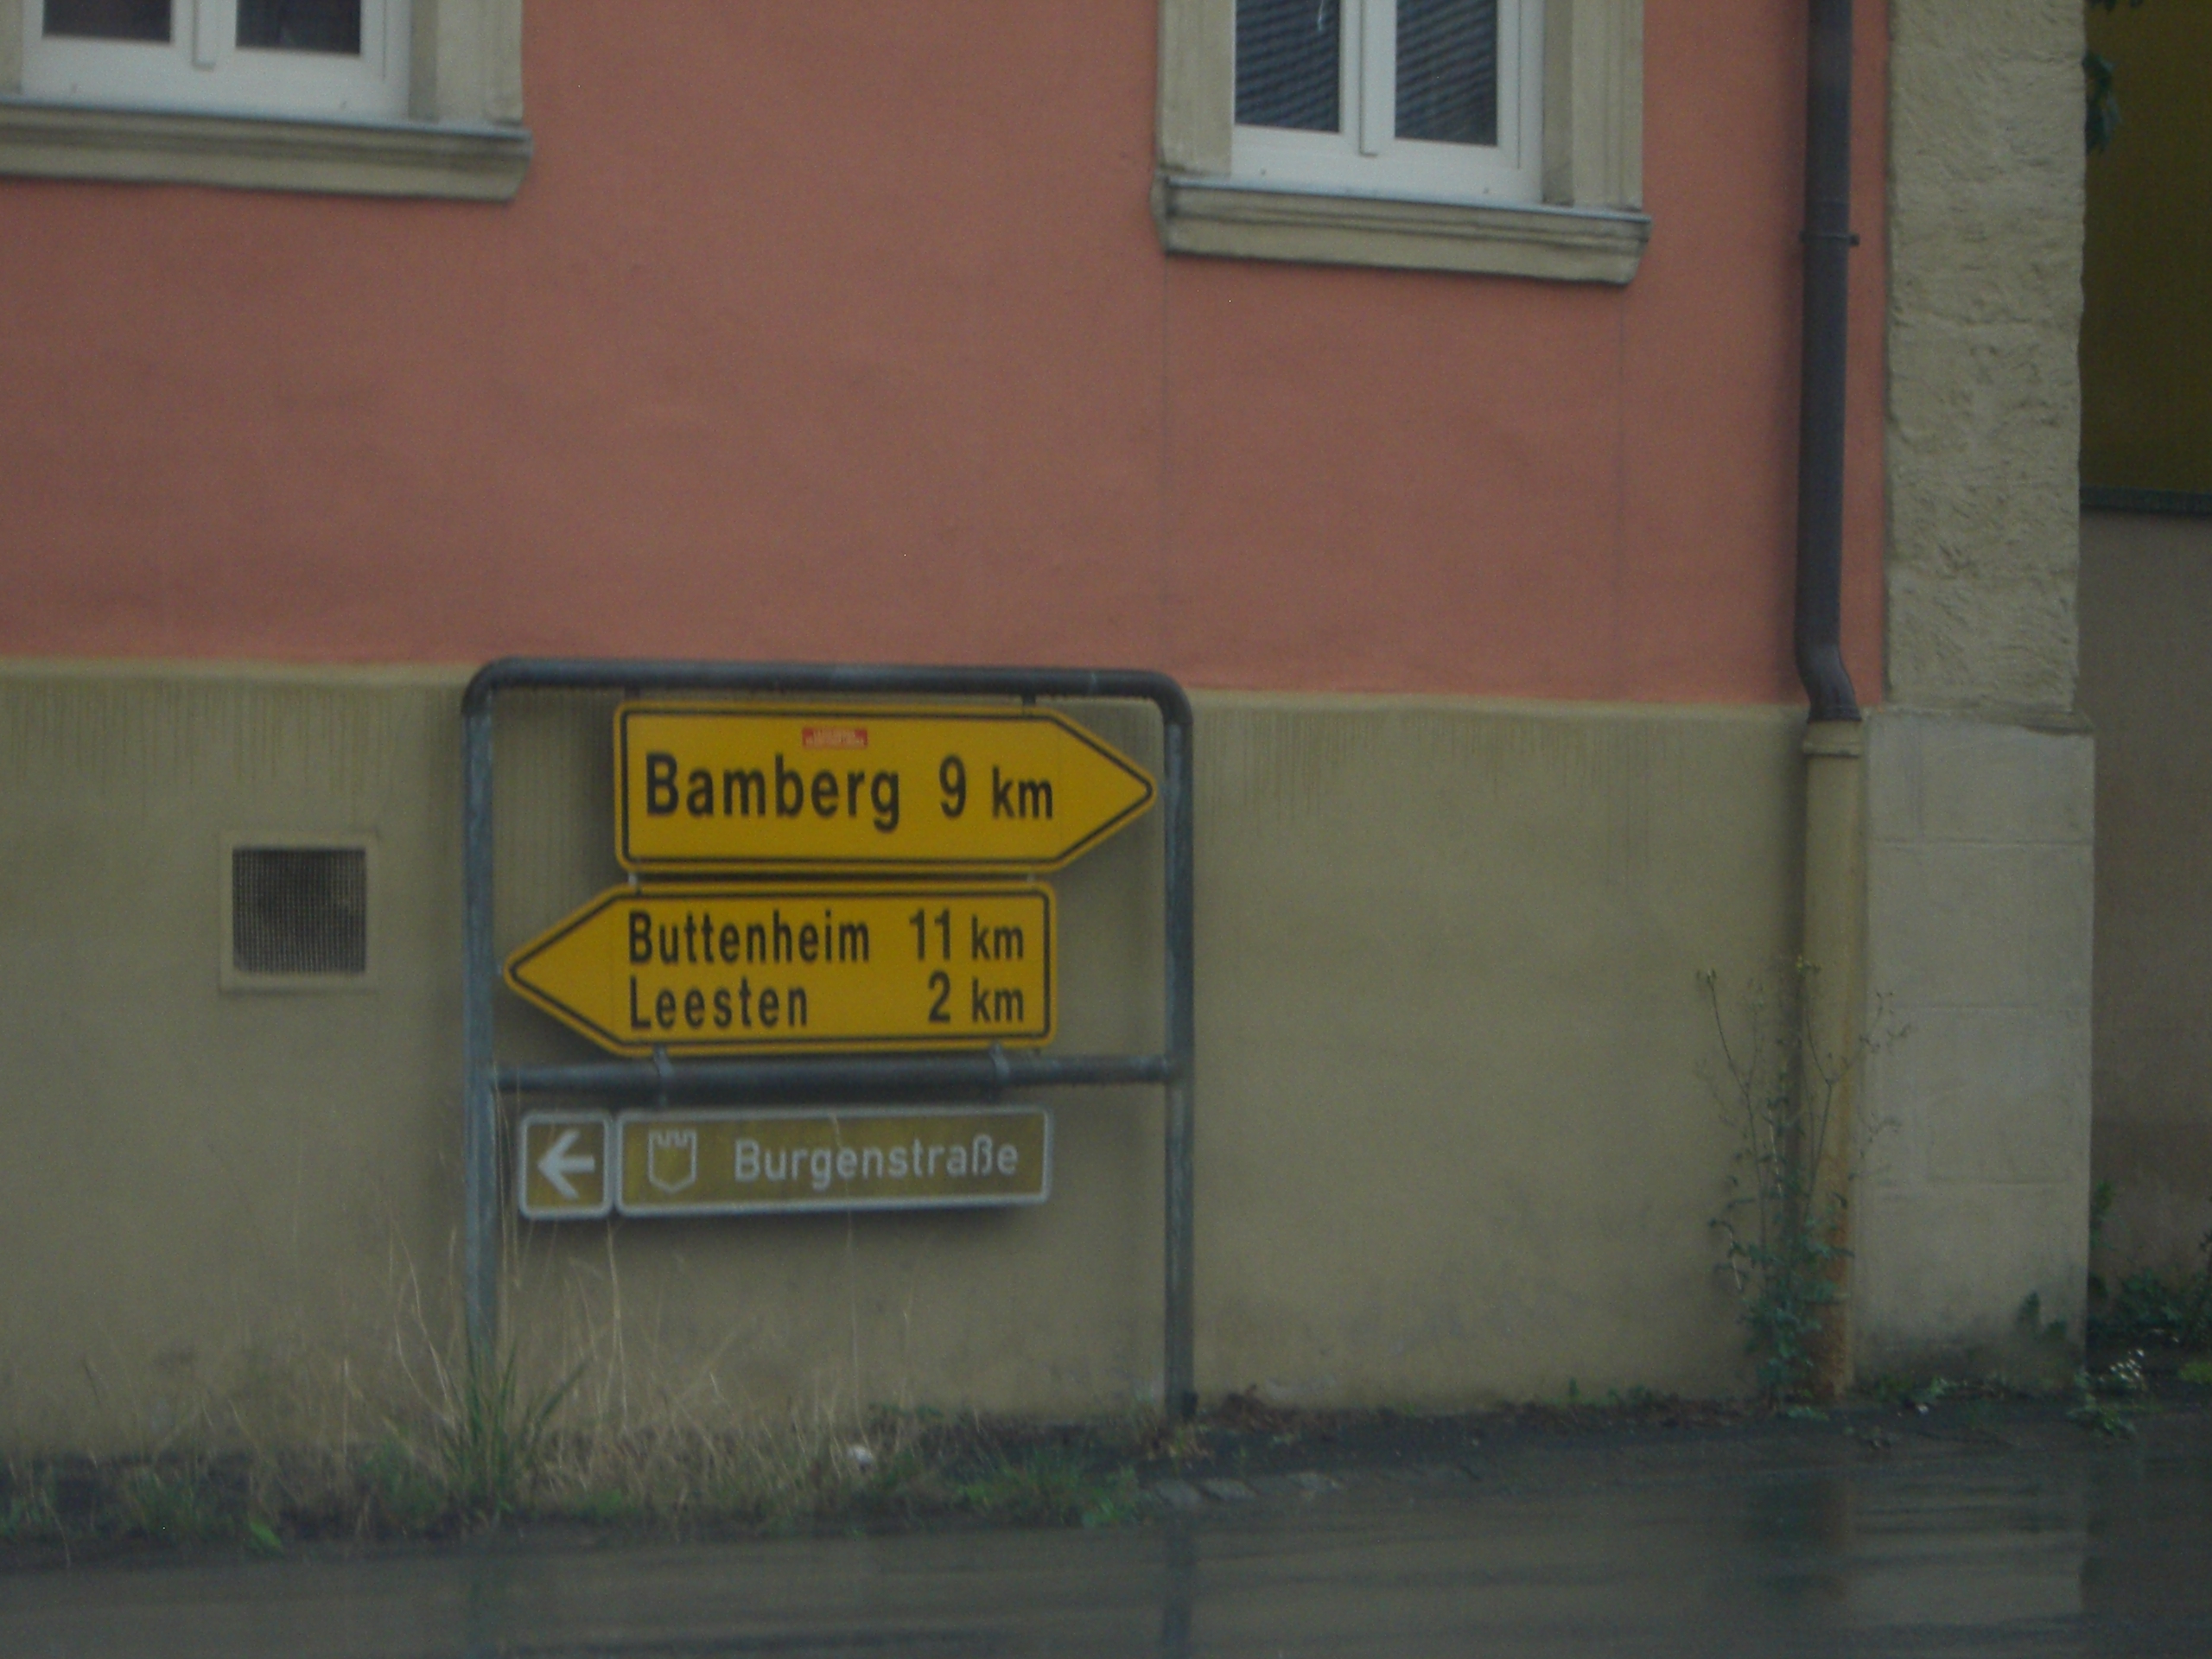 Bamberg 9 km
Buttenheim 11 km
Leesten 2 km
Burgenstraße